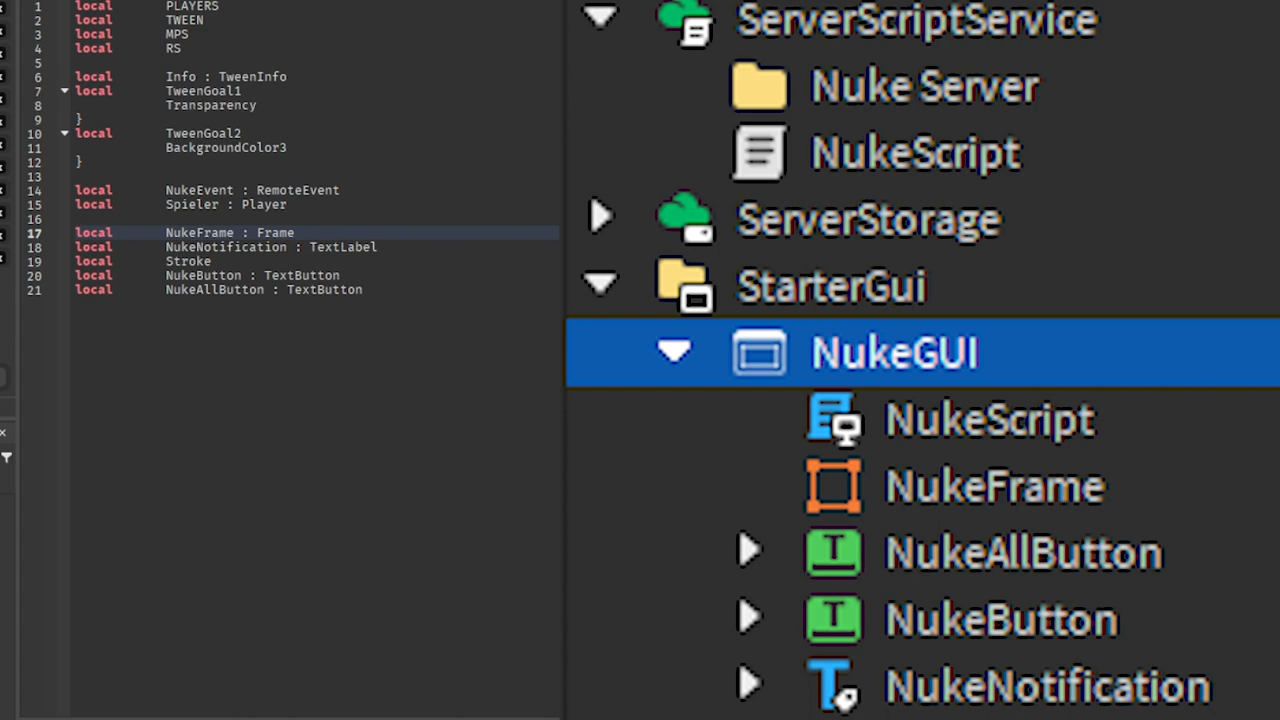 1 local PLAYERS
2 local TWEEN
3 local MPS
4 local RS
5
6 local Info : TweenInfo
7 local TweenGoal1
8 Transparency
9 }
10 local TweenGoal2
11 BackgroundColor3
12 }
13
14 local NukeEvent : RemoteEvent
15 local Spieler : Player
16
17 local NukeFrame : Frame
18 local NukeNotification : TextLabel
19 local Stroke
20 local NukeButton : TextButton
21 local NukeAllButton : TextButton
ServerScriptService
Nuke Server
NukeScript
ServerStorage
StarterGui
NukeGUI
NukeScript
NukeFrame
NukeAllButton
NukeButton
NukeNotification